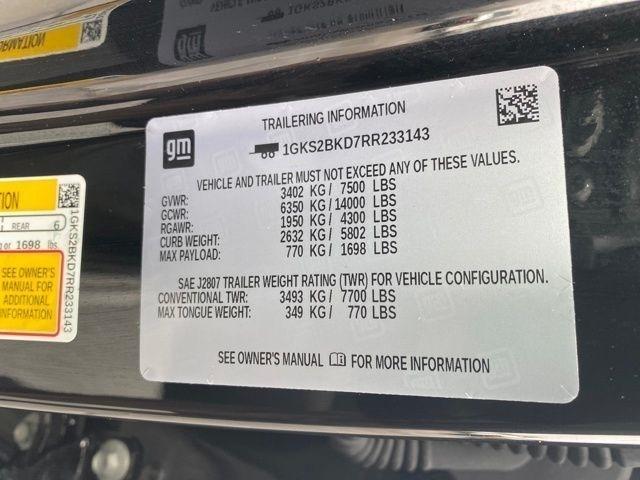 TRAILERING INFORMATION
gm
1GKS2BKD7RR233143
VEHICLE AND TRAILER MUST NOT EXCEED ANY OF THESE VALUES.
GVWR: 3402 KG / 7500 LBS
GCWR: 6350 KG / 14000 LBS
RGAWR: 1950 KG / 4300 LBS
CURB WEIGHT: 2632 KG / 5802 LBS
MAX PAYLOAD: 770 KG / 1698 LBS
SAE J2807 TRAILER WEIGHT RATING (TWR) FOR VEHICLE CONFIGURATION.
CONVENTIONAL TWR: 3493 KG / 7700 LBS
MAX TONGUE WEIGHT: 349 KG / 770 LBS
SEE OWNER'S MANUAL FOR MORE INFORMATION
TION
REAR 6
or 1698 lbs
SEE OWNER'S
MANUAL FOR
ADDITIONAL
INFORMATION
1GKS2BKD7RR233143